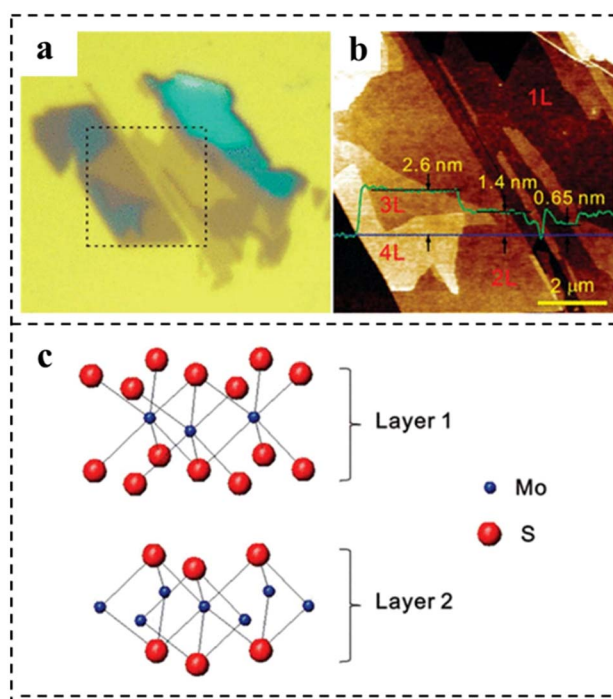 a
b
1L
2.6 nm
1.4 nm
0.65 nm
3L
4L
2L
2 μm
c
Layer 1
Mo
S
Layer 2